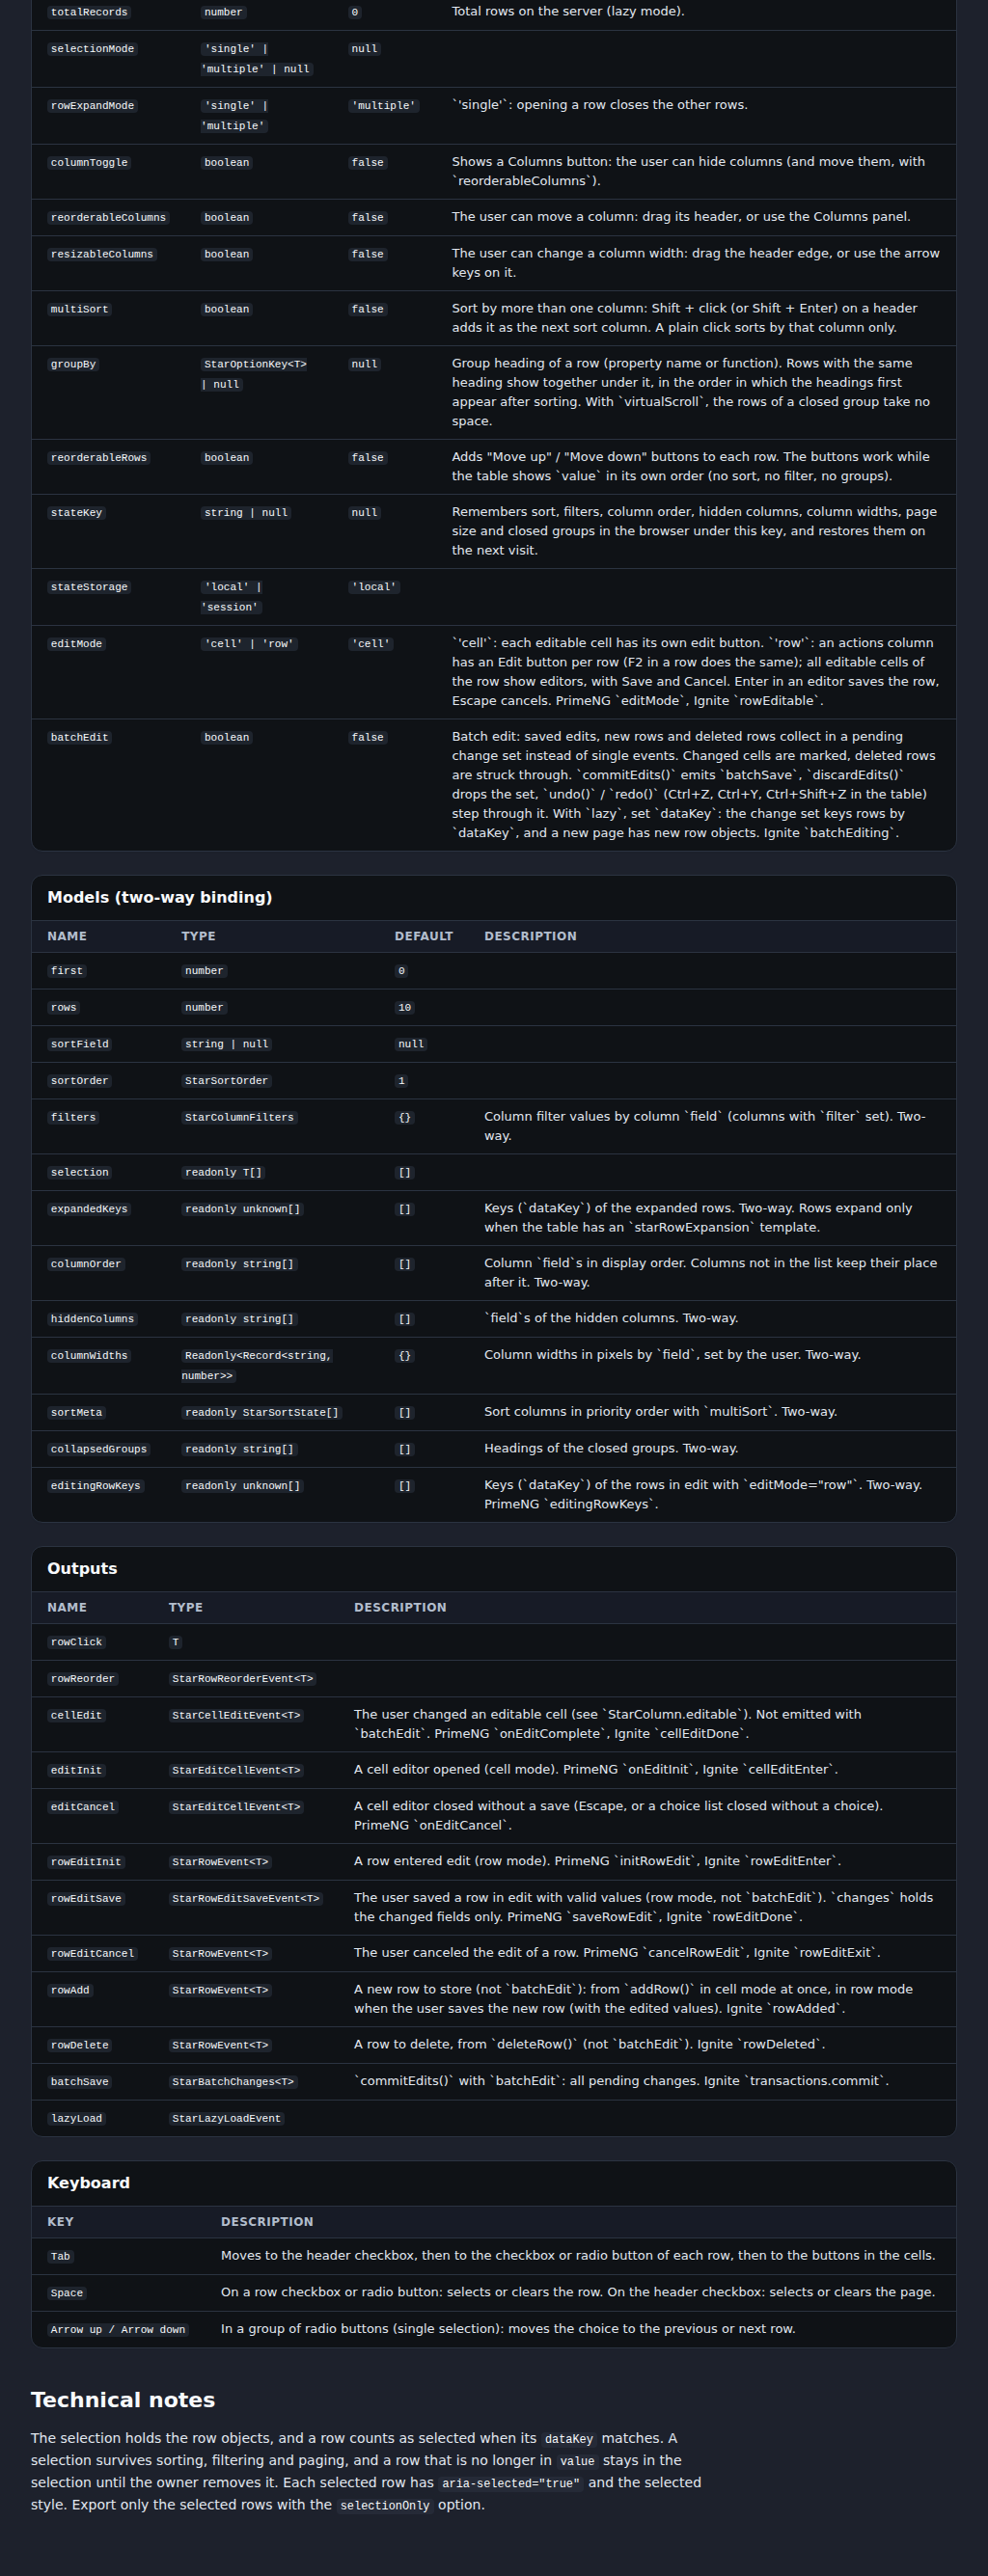 totalRecords number 0 Total rows on the server (lazy mode).
selectionMode 'single' | null
'multiple' | null
rowExpandMode 'single' | 'multiple' `'single'`: opening a row closes the other rows.
'multiple'
columnToggle boolean false Shows a Columns button: the user can hide columns (and move them, with
`reorderableColumns`).
reorderableColumns boolean false The user can move a column: drag its header, or use the Columns panel.
resizableColumns boolean false The user can change a column width: drag the header edge, or use the arrow
keys on it.
multiSort boolean false Sort by more than one column: Shift + click (or Shift + Enter) on a header
adds it as the next sort column. A plain click sorts by that column only.
groupBy StarOptionKey<T> null Group heading of a row (property name or function). Rows with the same
| null heading show together under it, in the order in which the headings first
appear after sorting. With `virtualScroll`, the rows of a closed group take no
space.
reorderableRows boolean false Adds "Move up" / "Move down" buttons to each row. The buttons work while
the table shows `value` in its own order (no sort, no filter, no groups).
stateKey string | null null Remembers sort, filters, column order, hidden columns, column widths, page
size and closed groups in the browser under this key, and restores them on
the next visit.
stateStorage 'local' | 'local'
'session'
editMode 'cell' | 'row' 'cell' `'cell'`: each editable cell has its own edit button. `'row'`: an actions column
has an Edit button per row (F2 in a row does the same); all editable cells of
the row show editors, with Save and Cancel. Enter in an editor saves the row,
Escape cancels. PrimeNG `editMode`, Ignite `rowEditable`.
batchEdit boolean false Batch edit: saved edits, new rows and deleted rows collect in a pending
change set instead of single events. Changed cells are marked, deleted rows
are struck through. `commitEdits()` emits `batchSave`, `discardEdits()`
drops the set, `undo()` / `redo()` (Ctrl+Z, Ctrl+Y, Ctrl+Shift+Z in the table)
step through it. With `lazy`, set `dataKey`: the change set keys rows by
`dataKey`, and a new page has new row objects. Ignite `batchEditing`.
Models (two-way binding)
NAME TYPE DEFAULT DESCRIPTION
first number 0
rows number 10
sortField string | null null
sortOrder StarSortOrder 1
filters StarColumnFilters {} Column filter values by column `field` (columns with `filter` set). Two-
way.
selection readonly T[] []
expandedKeys readonly unknown[] [] Keys (`dataKey`) of the expanded rows. Two-way. Rows expand only
when the table has an `starRowExpansion` template.
columnOrder readonly string[] [] Column `field`s in display order. Columns not in the list keep their place
after it. Two-way.
hiddenColumns readonly string[] [] `field`s of the hidden columns. Two-way.
columnWidths Readonly<Record<string, {} Column widths in pixels by `field`, set by the user. Two-way.
number>>
sortMeta readonly StarSortState[] [] Sort columns in priority order with `multiSort`. Two-way.
collapsedGroups readonly string[] [] Headings of the closed groups. Two-way.
editingRowKeys readonly unknown[] [] Keys (`dataKey`) of the rows in edit with `editMode="row"`. Two-way.
PrimeNG `editingRowKeys`.
Outputs
NAME TYPE DESCRIPTION
rowClick T
rowReorder StarRowReorderEvent<T>
cellEdit StarCellEditEvent<T> The user changed an editable cell (see `StarColumn.editable`). Not emitted with
`batchEdit`. PrimeNG `onEditComplete`, Ignite `cellEditDone`.
editInit StarEditCellEvent<T> A cell editor opened (cell mode). PrimeNG `onEditInit`, Ignite `cellEditEnter`.
editCancel StarEditCellEvent<T> A cell editor closed without a save (Escape, or a choice list closed without a choice).
PrimeNG `onEditCancel`.
rowEditInit StarRowEvent<T> A row entered edit (row mode). PrimeNG `initRowEdit`, Ignite `rowEditEnter`.
rowEditSave StarRowEditSaveEvent<T> The user saved a row in edit with valid values (row mode, not `batchEdit`). `changes` holds
the changed fields only. PrimeNG `saveRowEdit`, Ignite `rowEditDone`.
rowEditCancel StarRowEvent<T> The user canceled the edit of a row. PrimeNG `cancelRowEdit`, Ignite `rowEditExit`.
rowAdd StarRowEvent<T> A new row to store (not `batchEdit`): from `addRow()` in cell mode at once, in row mode
when the user saves the new row (with the edited values). Ignite `rowAdded`.
rowDelete StarRowEvent<T> A row to delete, from `deleteRow()` (not `batchEdit`). Ignite `rowDeleted`.
batchSave StarBatchChanges<T> `commitEdits()` with `batchEdit`: all pending changes. Ignite `transactions.commit`.
lazyLoad StarLazyLoadEvent
Keyboard
KEY DESCRIPTION
Tab Moves to the header checkbox, then to the checkbox or radio button of each row, then to the buttons in the cells.
Space On a row checkbox or radio button: selects or clears the row. On the header checkbox: selects or clears the page.
Arrow up / Arrow down In a group of radio buttons (single selection): moves the choice to the previous or next row.
Technical notes
The selection holds the row objects, and a row counts as selected when its dataKey matches. A
selection survives sorting, filtering and paging, and a row that is no longer in value stays in the
selection until the owner removes it. Each selected row has aria-selected="true" and the selected
style. Export only the selected rows with the selectionOnly option.